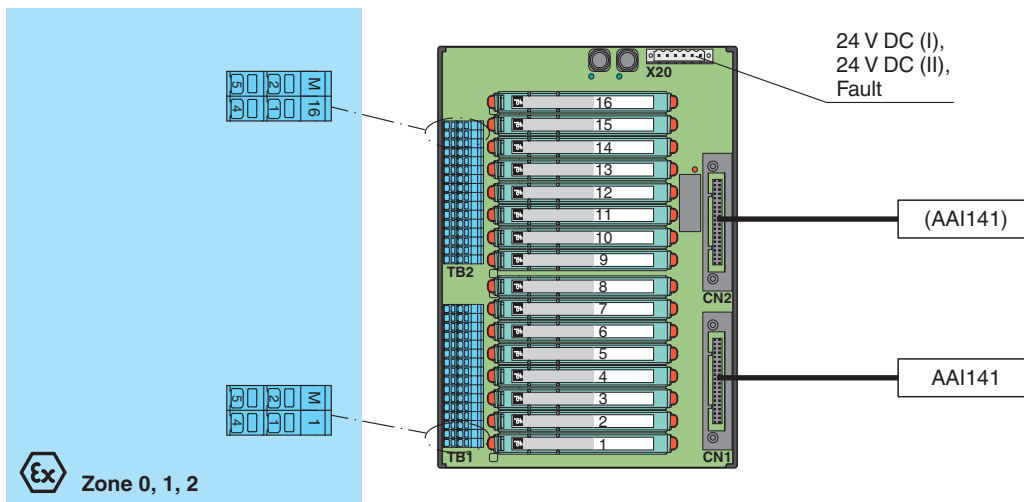 24 V DC (I),
24 V DC (II),
Fault
X20
5 2 M
4 1 16
16
15
14
13
12
11
10
9
8
7
6
5
4
3
2
1
TB2
TB1
CN2
CN1
(AAI141)
AAI141
5 2 M
4 1 1
Ex
Zone 0, 1, 2